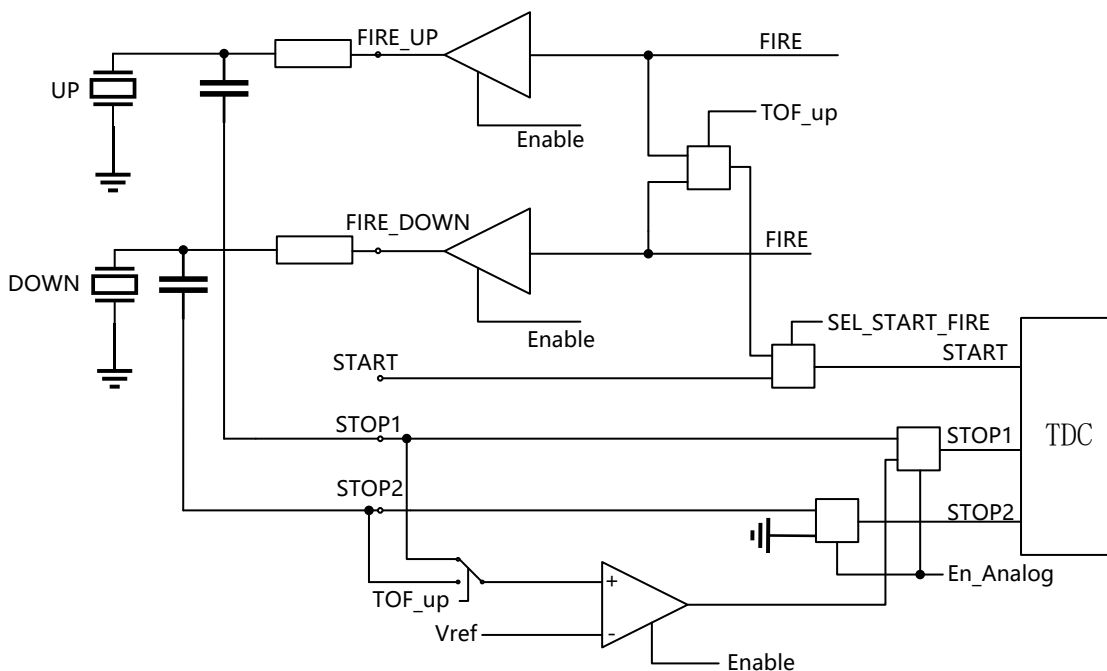 FIRE_UP
FIRE
UP
TOF_up
Enable
FIRE_DOWN
FIRE
DOWN
SEL_START_FIRE
Enable
START
START
STOP1
STOP1
TDC
STOP2
STOP2
En_Analog
+
TOF_up
Vref
-
Enable